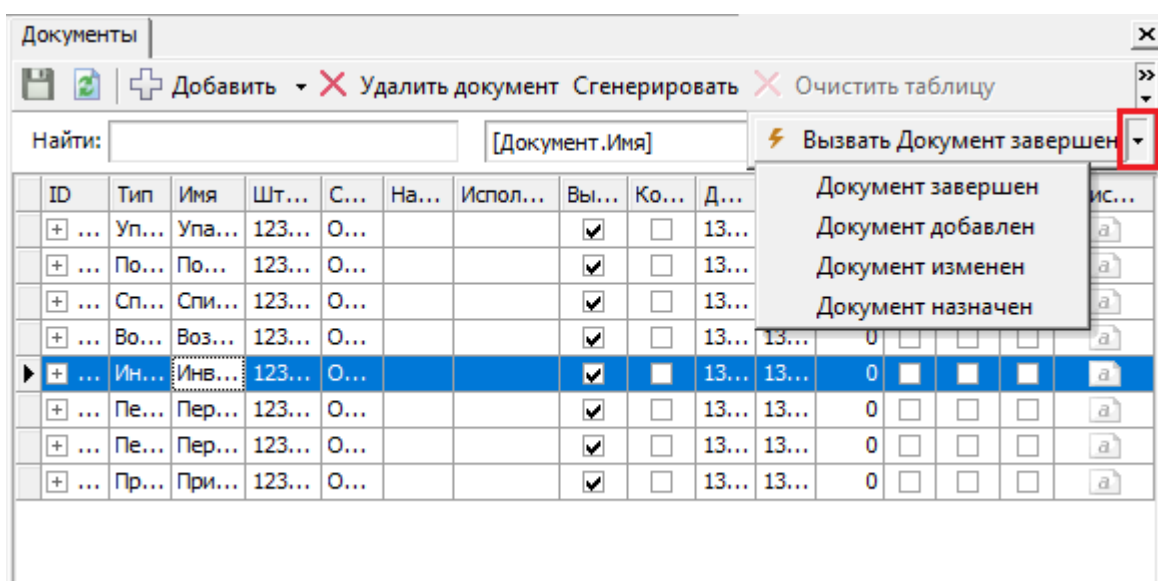 Документы
Добавить Удалить документ Сгенерировать Очистить таблицу
Найти: [Документ.Имя] Вызвать Документ завершен
Документ завершен
Документ добавлен
Документ изменен
Документ назначен
ID Тип Имя Шт... С... На... Испол... Вы... Ко... Д... ис...
... Уп... Упа... 123... О... 13... a
... По... По... 123... О... 13... a
... Сп... Спи... 123... О... 13... a
... Во... Воз... 123... О... 13... 13... 0 a
... Ин... Инв... 123... О... 13... 13... 0 a
... Пе... Пер... 123... О... 13... 13... 0 a
... Пе... Пер... 123... О... 13... 13... 0 a
... Пр... При... 123... О... 13... 13... 0 a